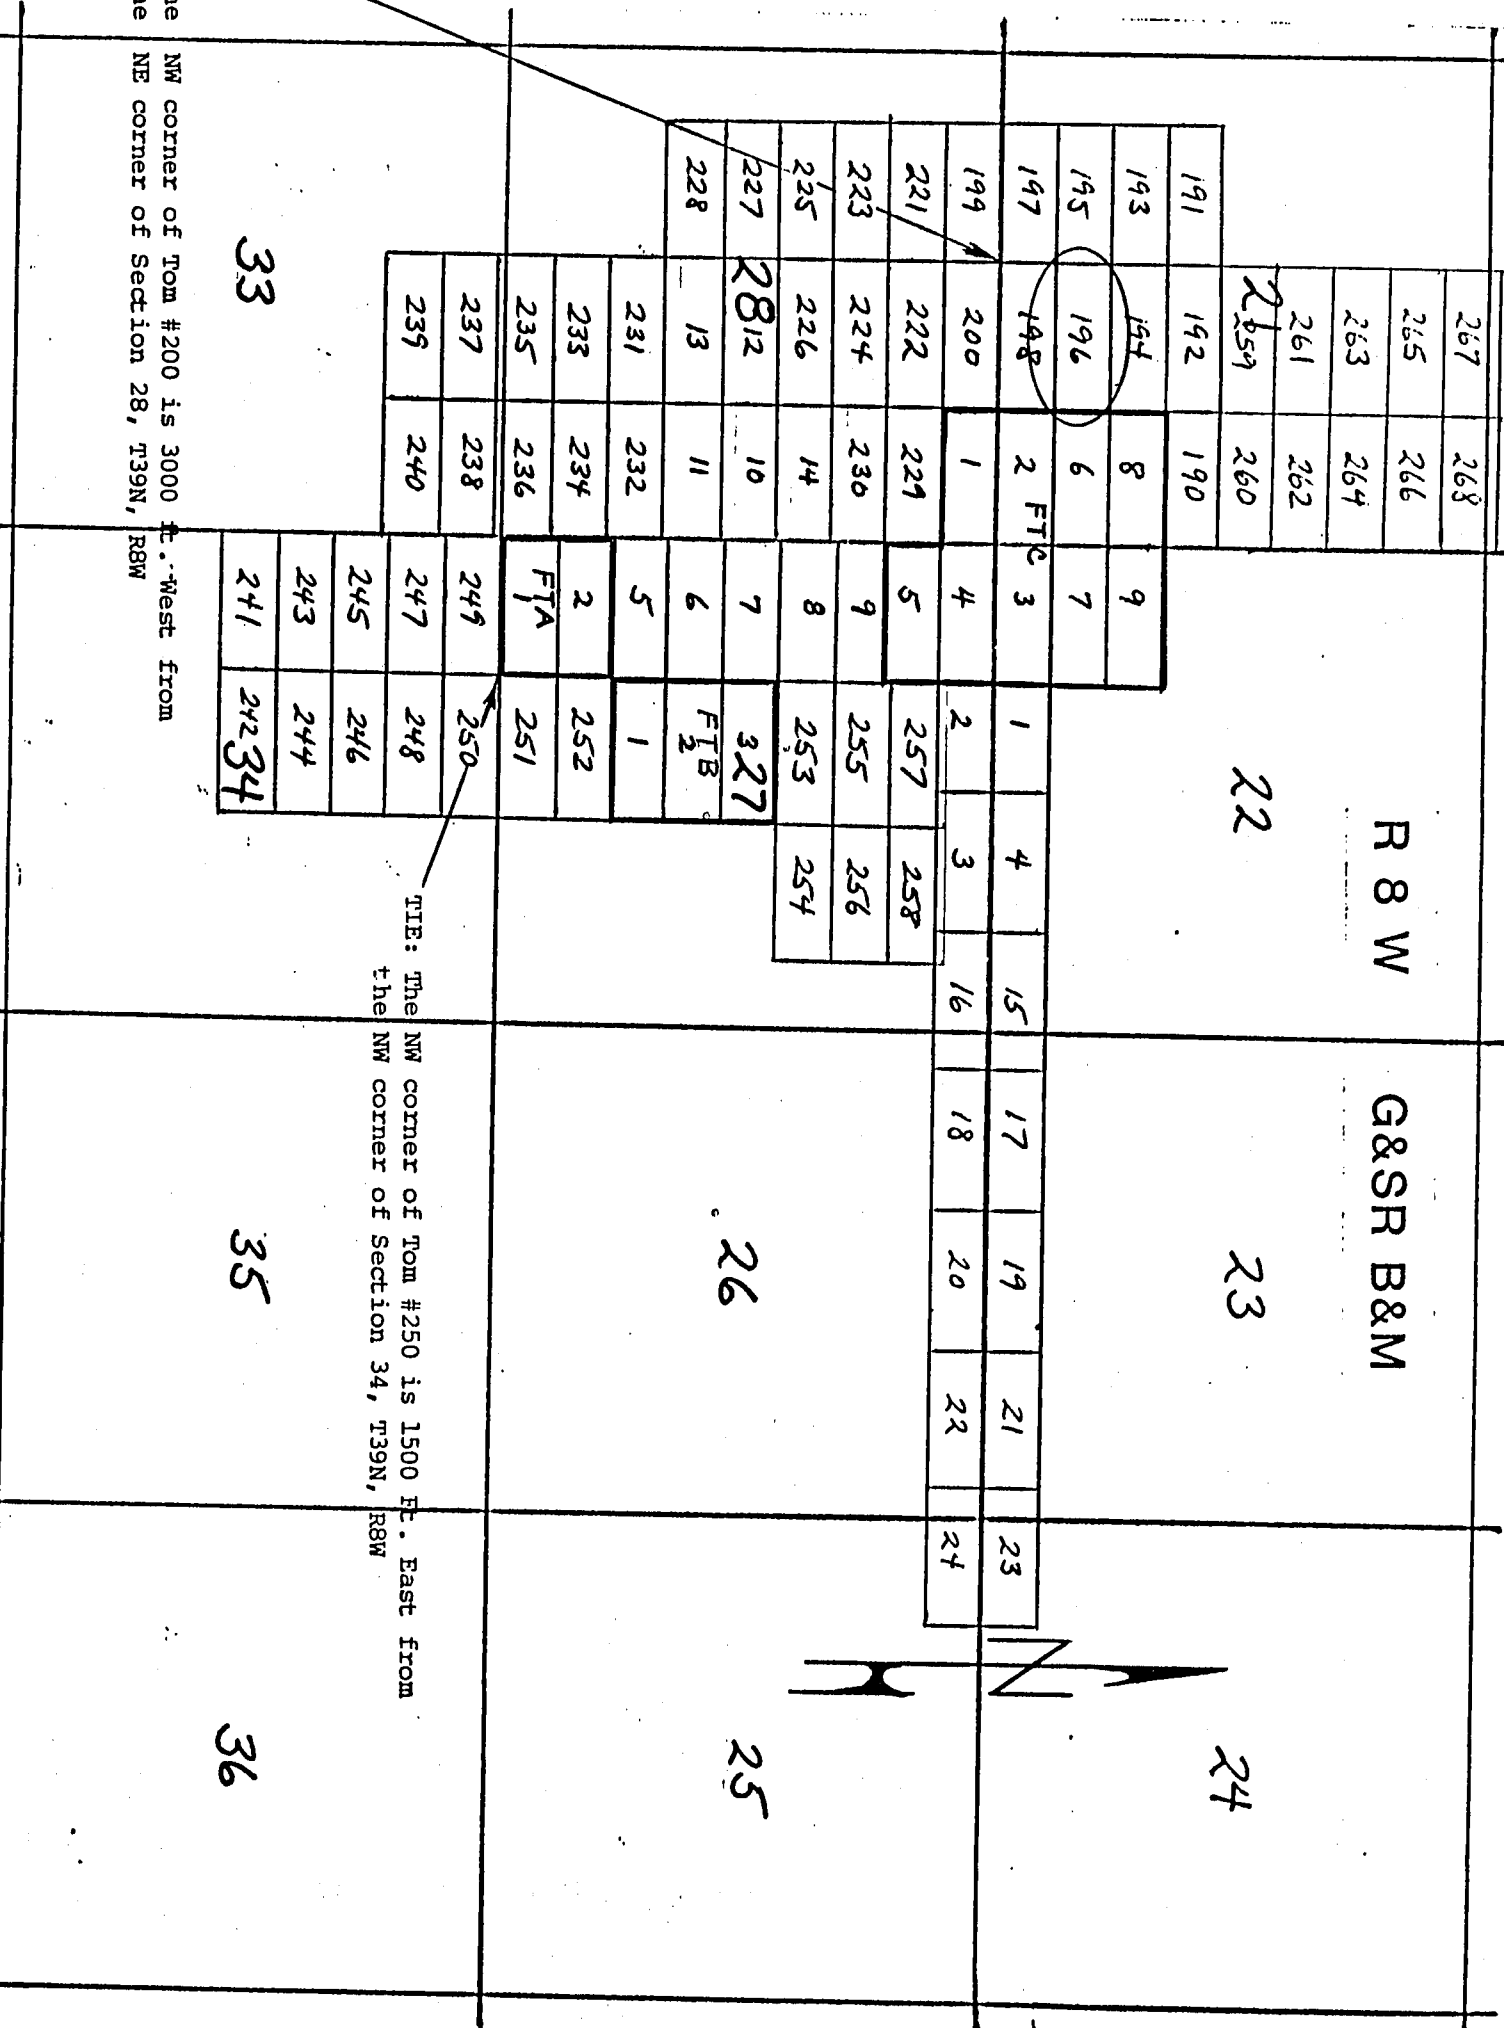 R 8 W G&SR B&M
267 268
265 266
263 264
261 262
21 259 260 22 23 24
191 192 190
193 194 8 9
195 196 6 7
197 198 2 FTC 3 1 4 15 17 19 21 23
199 200 1 4 2 3 16 18 20 22 24
N
221 222 229 5 257 258
223 224 230 9 255 256
225 226 14 8 253 254
227 28 12 10 7 3 27 26 25
228 13 11 6 FTB 2
231 232 5 1
233 234 2 252
235 236 FTA 1 251
237 238 249 250
239 240 247 248
TIE: The NW corner of Tom #250 is 1500 Ft. East from
the NW corner of Section 34, T39N, R8W
245 246
243 244
33 241 242 34 35 36
NW corner of Tom #200 is 3000 ft. West from
NE corner of Section 28, T39N, R8W